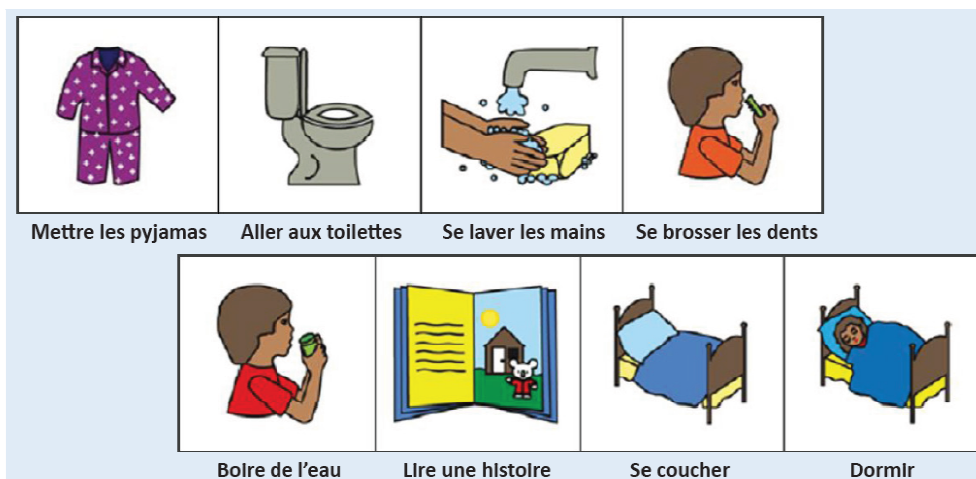 Mettre les pyjamas Aller aux toilettes Se laver les mains Se brosser les dents
Boire de l'eau Lire une histoire Se coucher Dormir